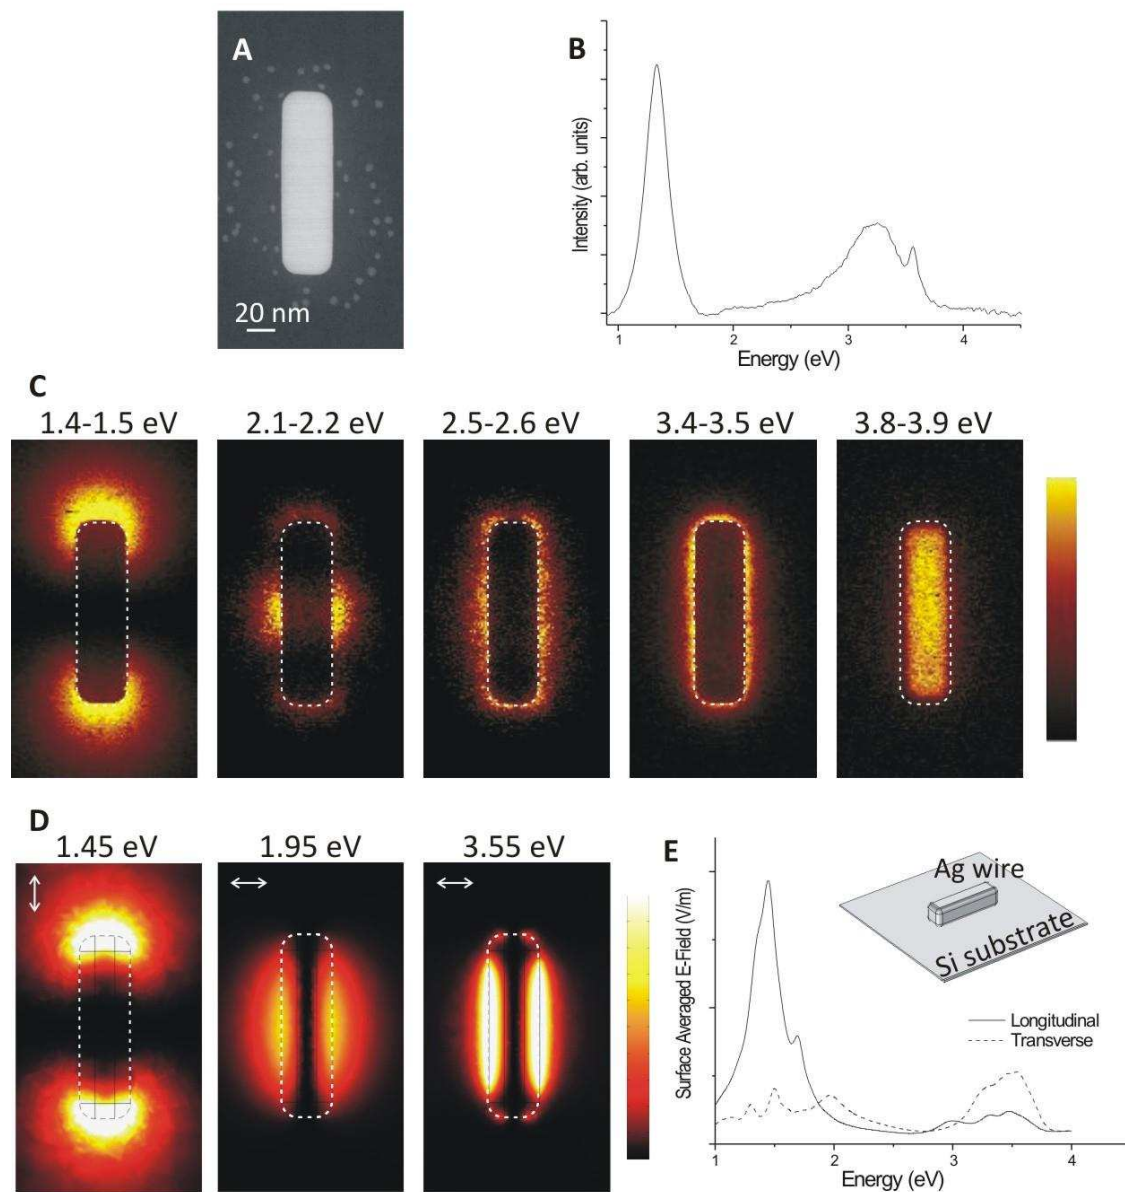 A
20 nm
B
Intensity (arb. units)
1
2
3
4
Energy (eV)
C
1.4-1.5 eV
2.1-2.2 eV
2.5-2.6 eV
3.4-3.5 eV
3.8-3.9 eV
D
1.45 eV
1.95 eV
3.55 eV
E
Surface Averaged E-Field (V/m)
Ag wire
Si substrate
Longitudinal
Transverse
1
2
3
4
Energy (eV)